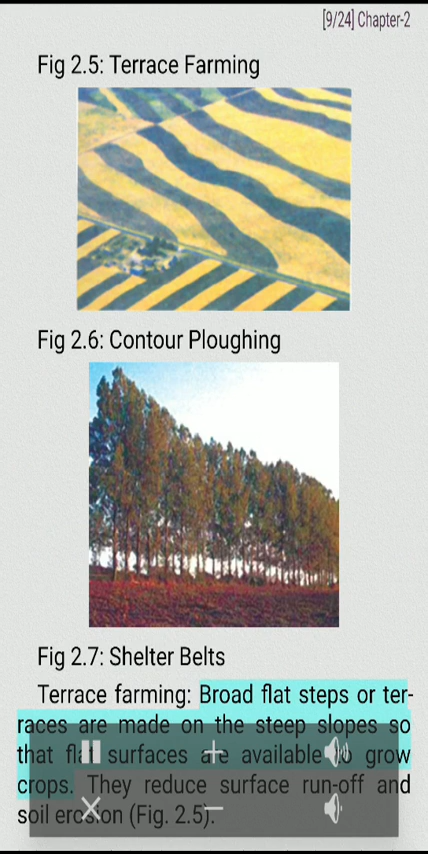 [9/24] Chapter-2
Fig 2.5: Terrace Farming
Fig 2.6: Contour Ploughing
Fig 2.7: Shelter Belts
Terrace farming: Broad flat steps or ter-
races are made on the steep slopes so
that flat surfaces are available to grow
crops. They reduce surface run-off and
soil erosion (Fig. 2.5).